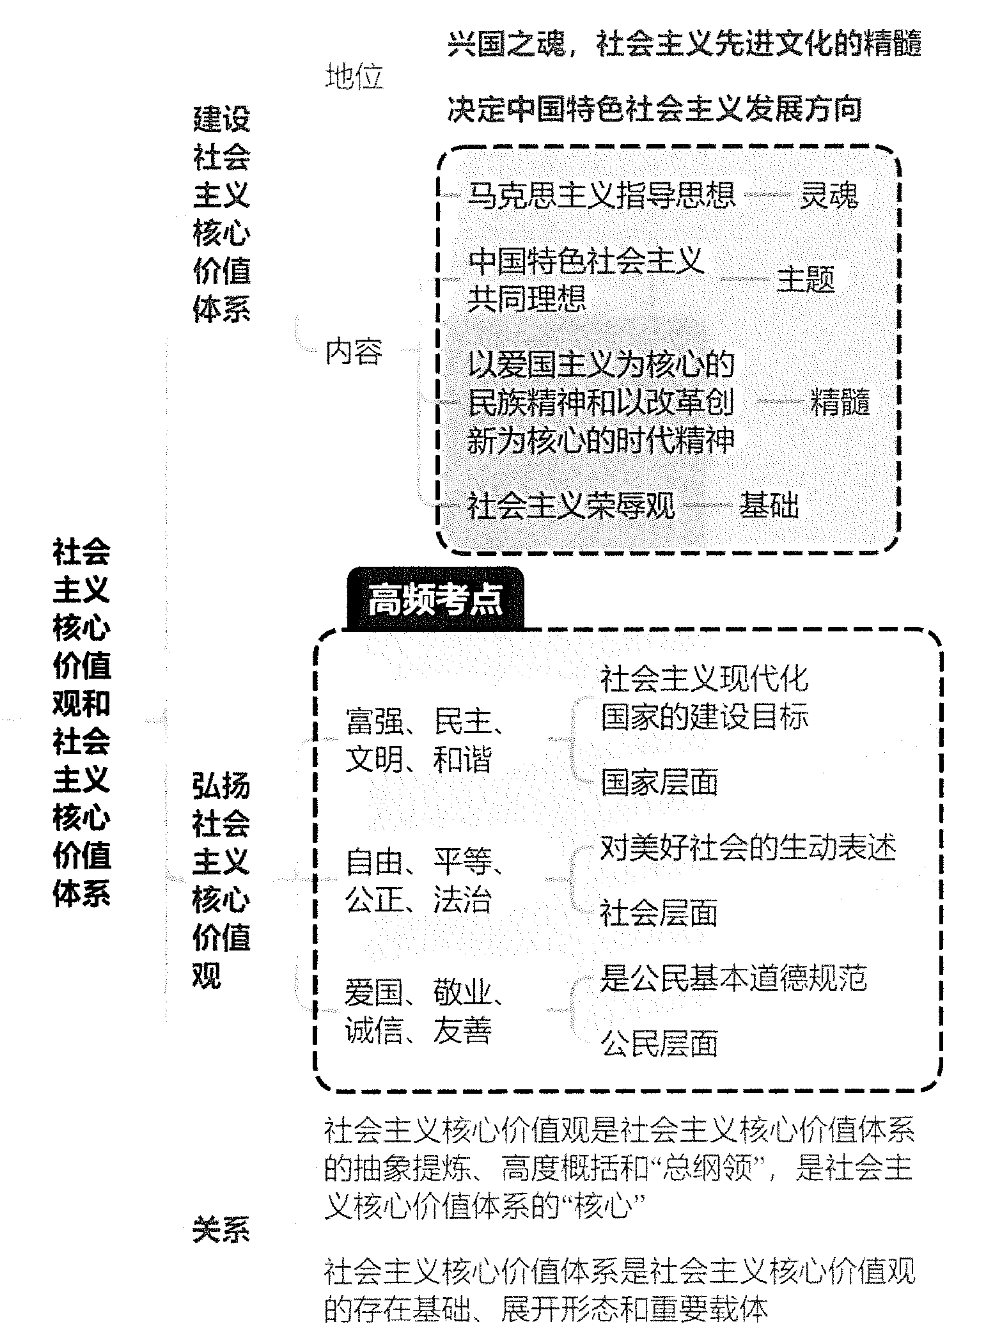 社会
主义
核心
价值
观和
社会
主义
核心
价值
体系
建设
社会
主义
核心
价值
体系
地位
兴国之魂，社会主义先进文化的精髓
决定中国特色社会主义发展方向
内容
马克思主义指导思想
灵魂
中国特色社会主义
共同理想
主题
以爱国主义为核心的
民族精神和以改革创
新为核心的时代精神
精髓
社会主义荣辱观
基础
弘扬
社会
主义
核心
价值
观
高频考点
富强、民主、
文明、和谐
社会主义现代化
国家的建设目标
国家层面
自由、平等、
公正、法治
对美好社会的生动表述
社会层面
爱国、敬业、
诚信、友善
是公民基本道德规范
公民层面
关系
社会主义核心价值观是社会主义核心价值体系
的抽象提炼、高度概括和“总纲领”，是社会主
义核心价值体系的“核心”
社会主义核心价值体系是社会主义核心价值观
的存在基础、展开形态和重要载体